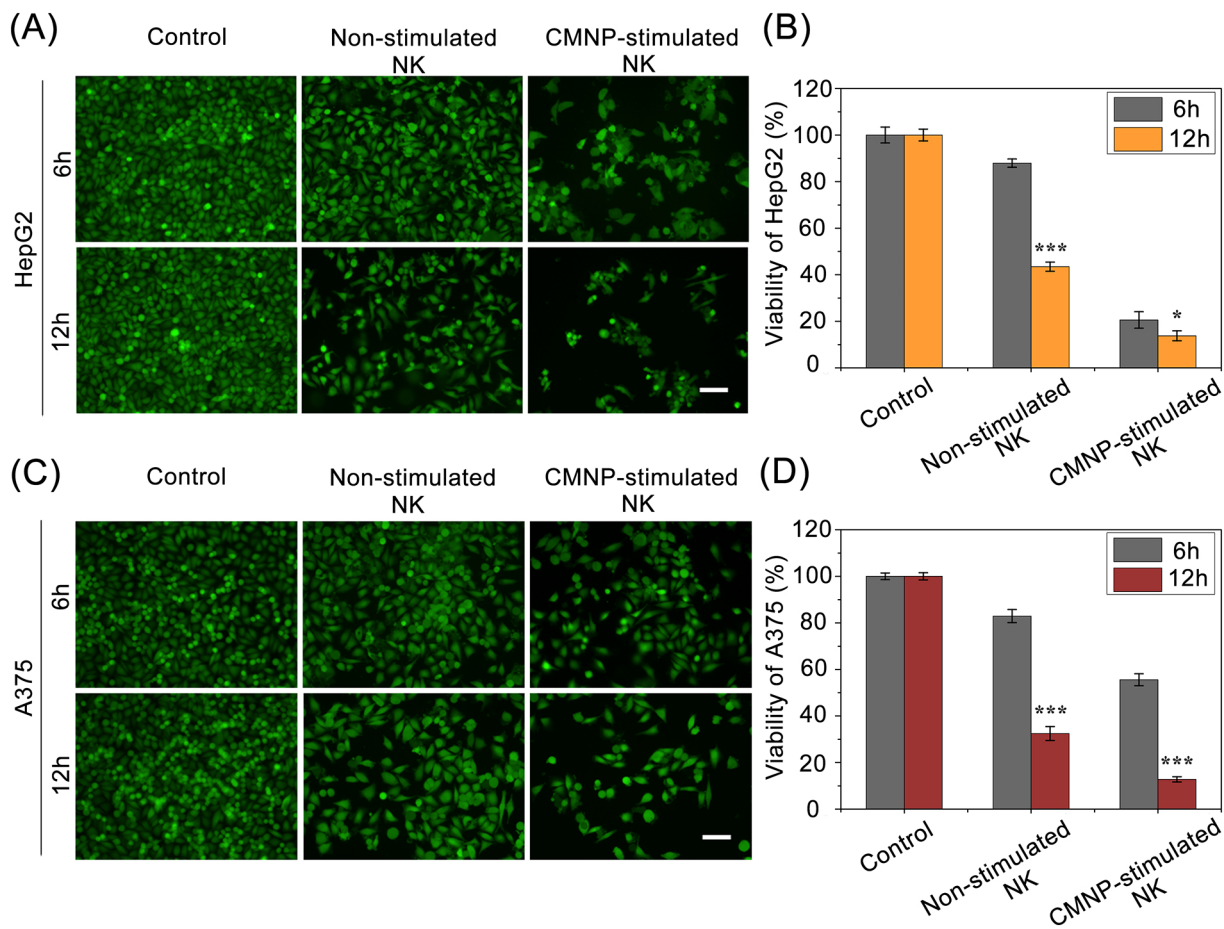 (A)
Control
Non-stimulated
NK
CMNP-stimulated
NK
HepG2
6h
12h
(B)
Viability of HepG2 (%)
120
100
80
60
40
20
0
6h
12h
***
*
Control
Non-stimulated
NK
CMNP-stimulated
NK
(C)
Control
Non-stimulated
NK
CMNP-stimulated
NK
A375
6h
12h
(D)
Viability of A375 (%)
120
100
80
60
40
20
0
6h
12h
***
***
Control
Non-stimulated
NK
CMNP-stimulated
NK